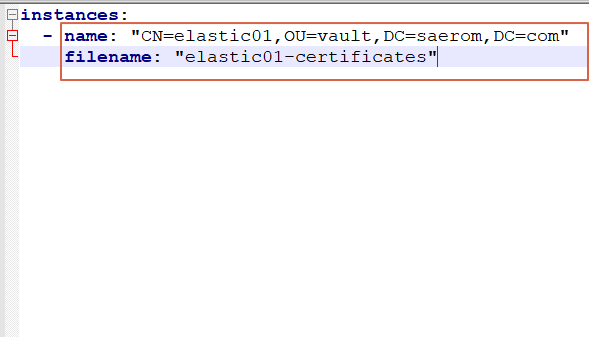 instances:
- name: "CN=elastic01,OU=vault,DC=saerom,DC=com"
filename: "elastic01-certificates"